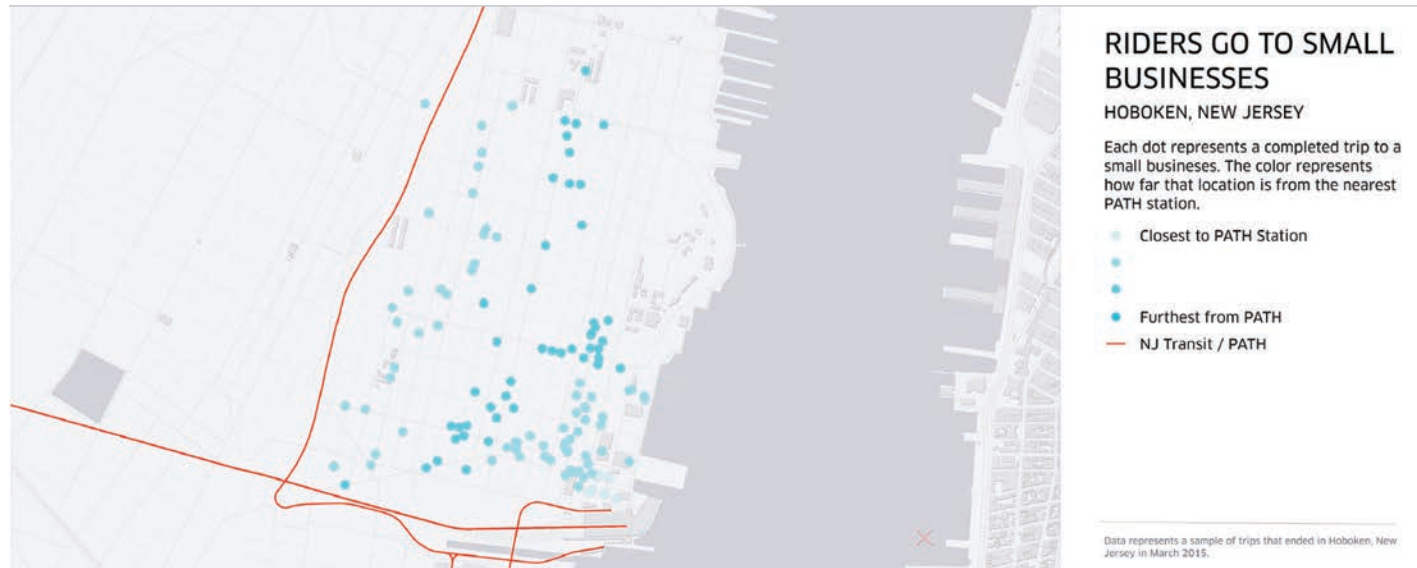 RIDERS GO TO SMALL
BUSINESSES
HOBOKEN, NEW JERSEY
Each dot represents a completed trip to a
small busineses. The color represents
how far that location is from the nearest
PATH station.
Closest to PATH Station
Furthest from PATH
NJ Transit / PATH
Data represents a sample of trips that ended in Hoboken, New
Jersey in March 2015.